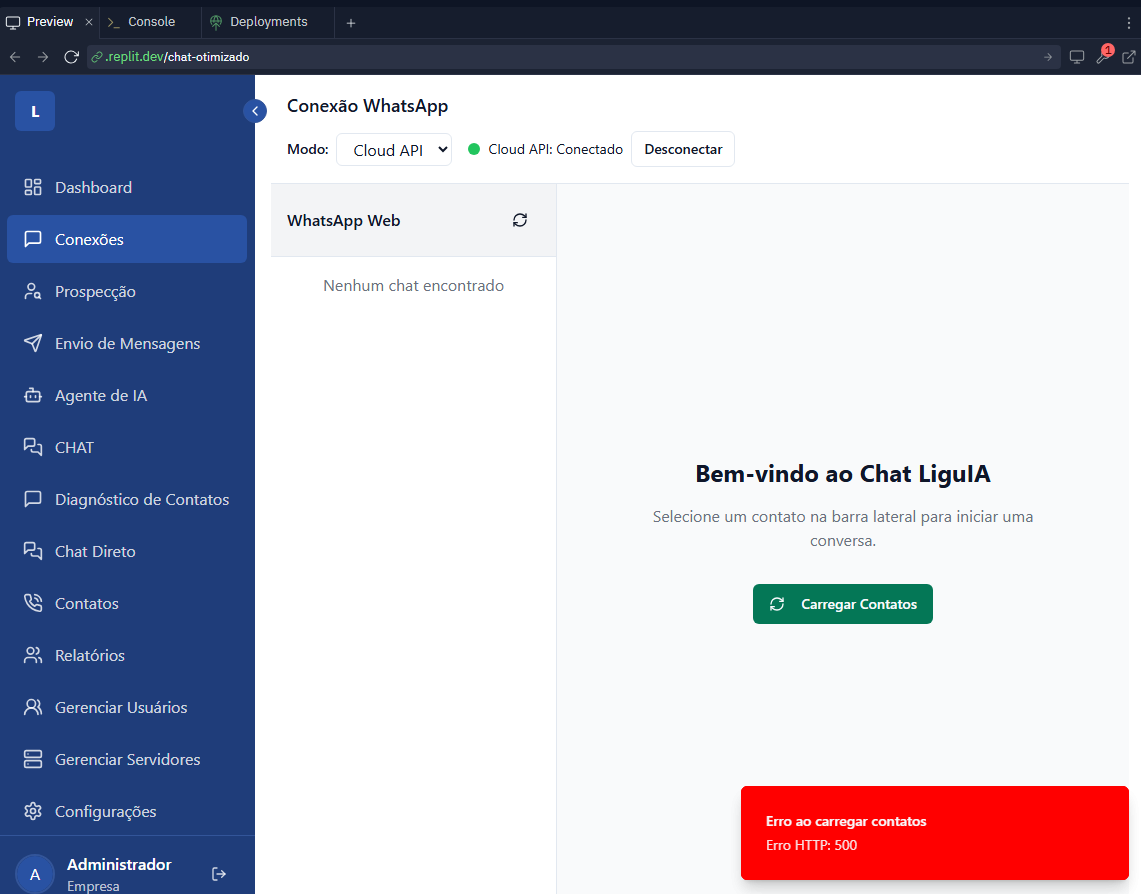 Preview
Console
Deployments
.replit.dev/chat-otimizado
1
L
Conexão WhatsApp
Modo: Cloud API Cloud API: Conectado Desconectar
Dashboard
Conexões
Prospecção
Envio de Mensagens
Agente de IA
CHAT
Diagnóstico de Contatos
Chat Direto
Contatos
Relatórios
Gerenciar Usuários
Gerenciar Servidores
Configurações
A
Administrador
Empresa
WhatsApp Web
Nenhum chat encontrado
Bem-vindo ao Chat LiguIA
Selecione um contato na barra lateral para iniciar uma
conversa.
Carregar Contatos
Erro ao carregar contatos
Erro HTTP: 500